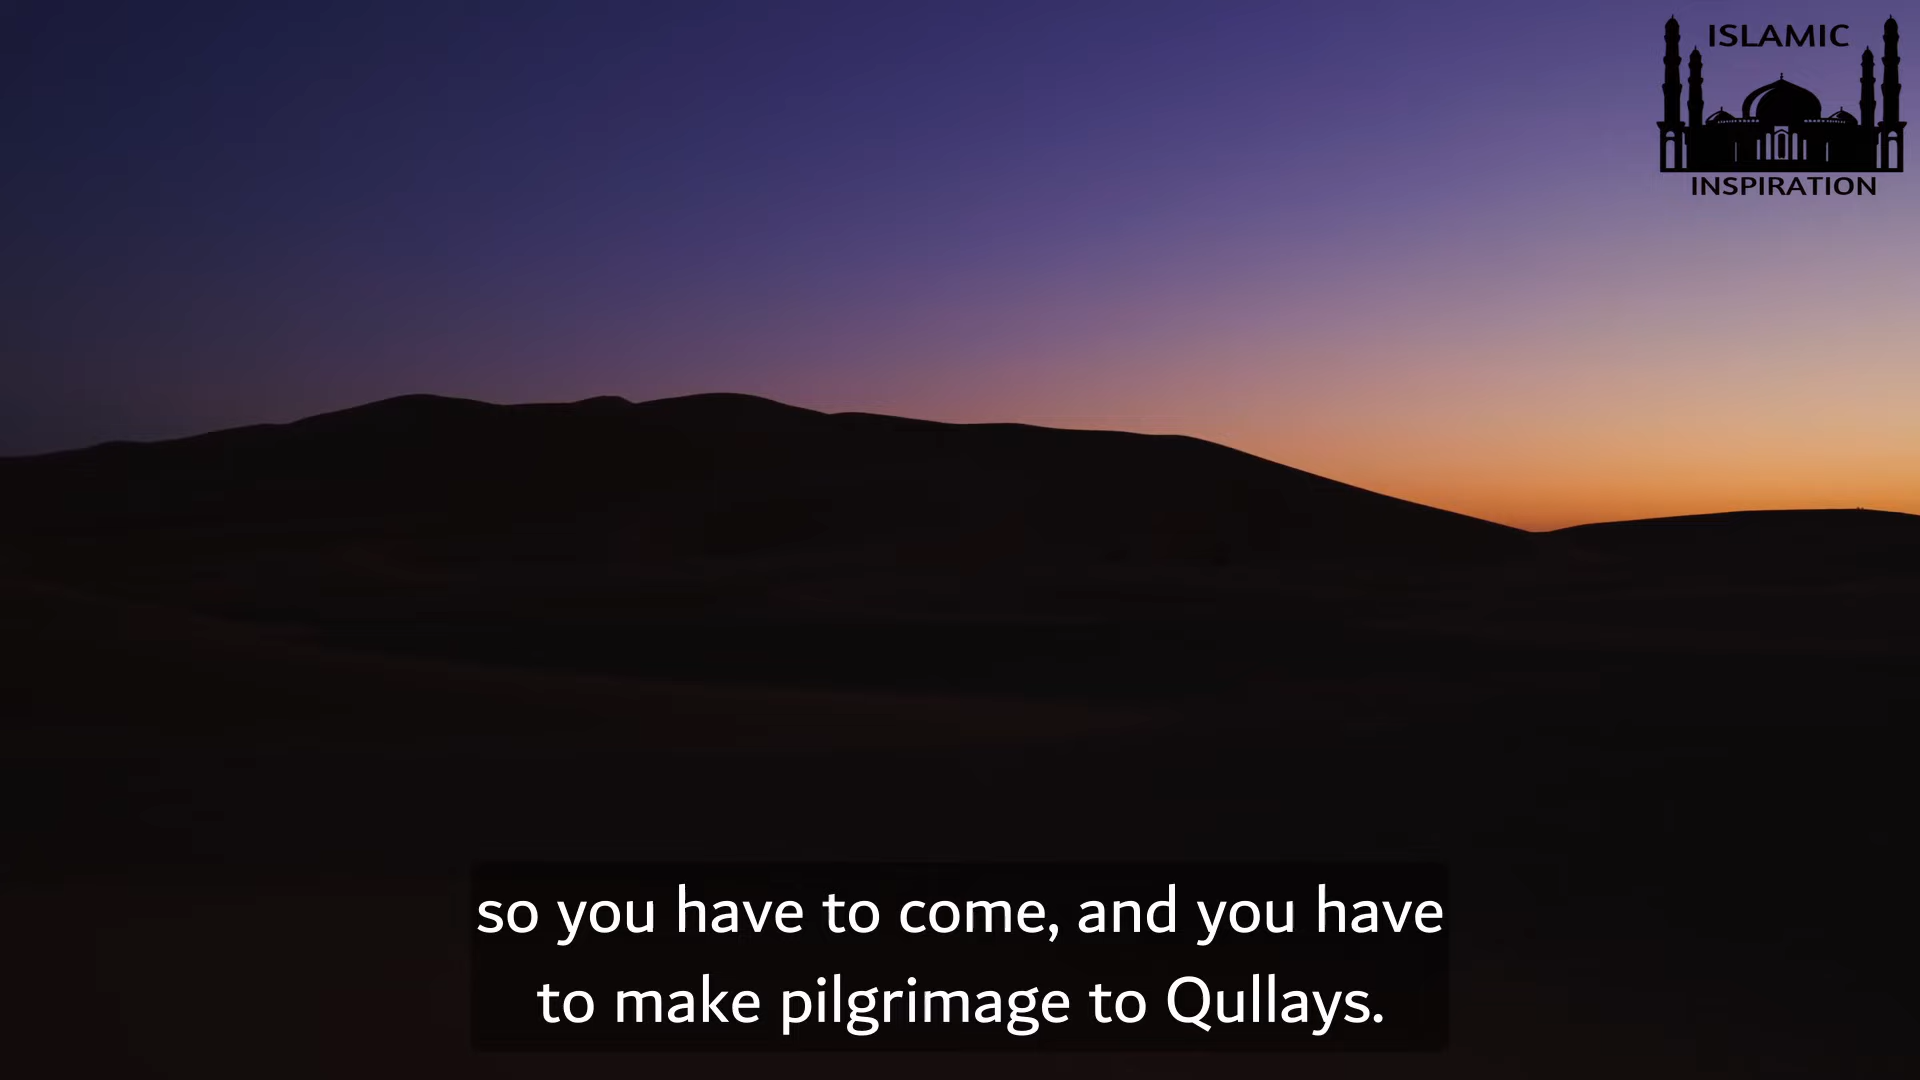 ISLAMIC
INSPIRATION
so you have to come, and you have
to make pilgrimage to Qullays.